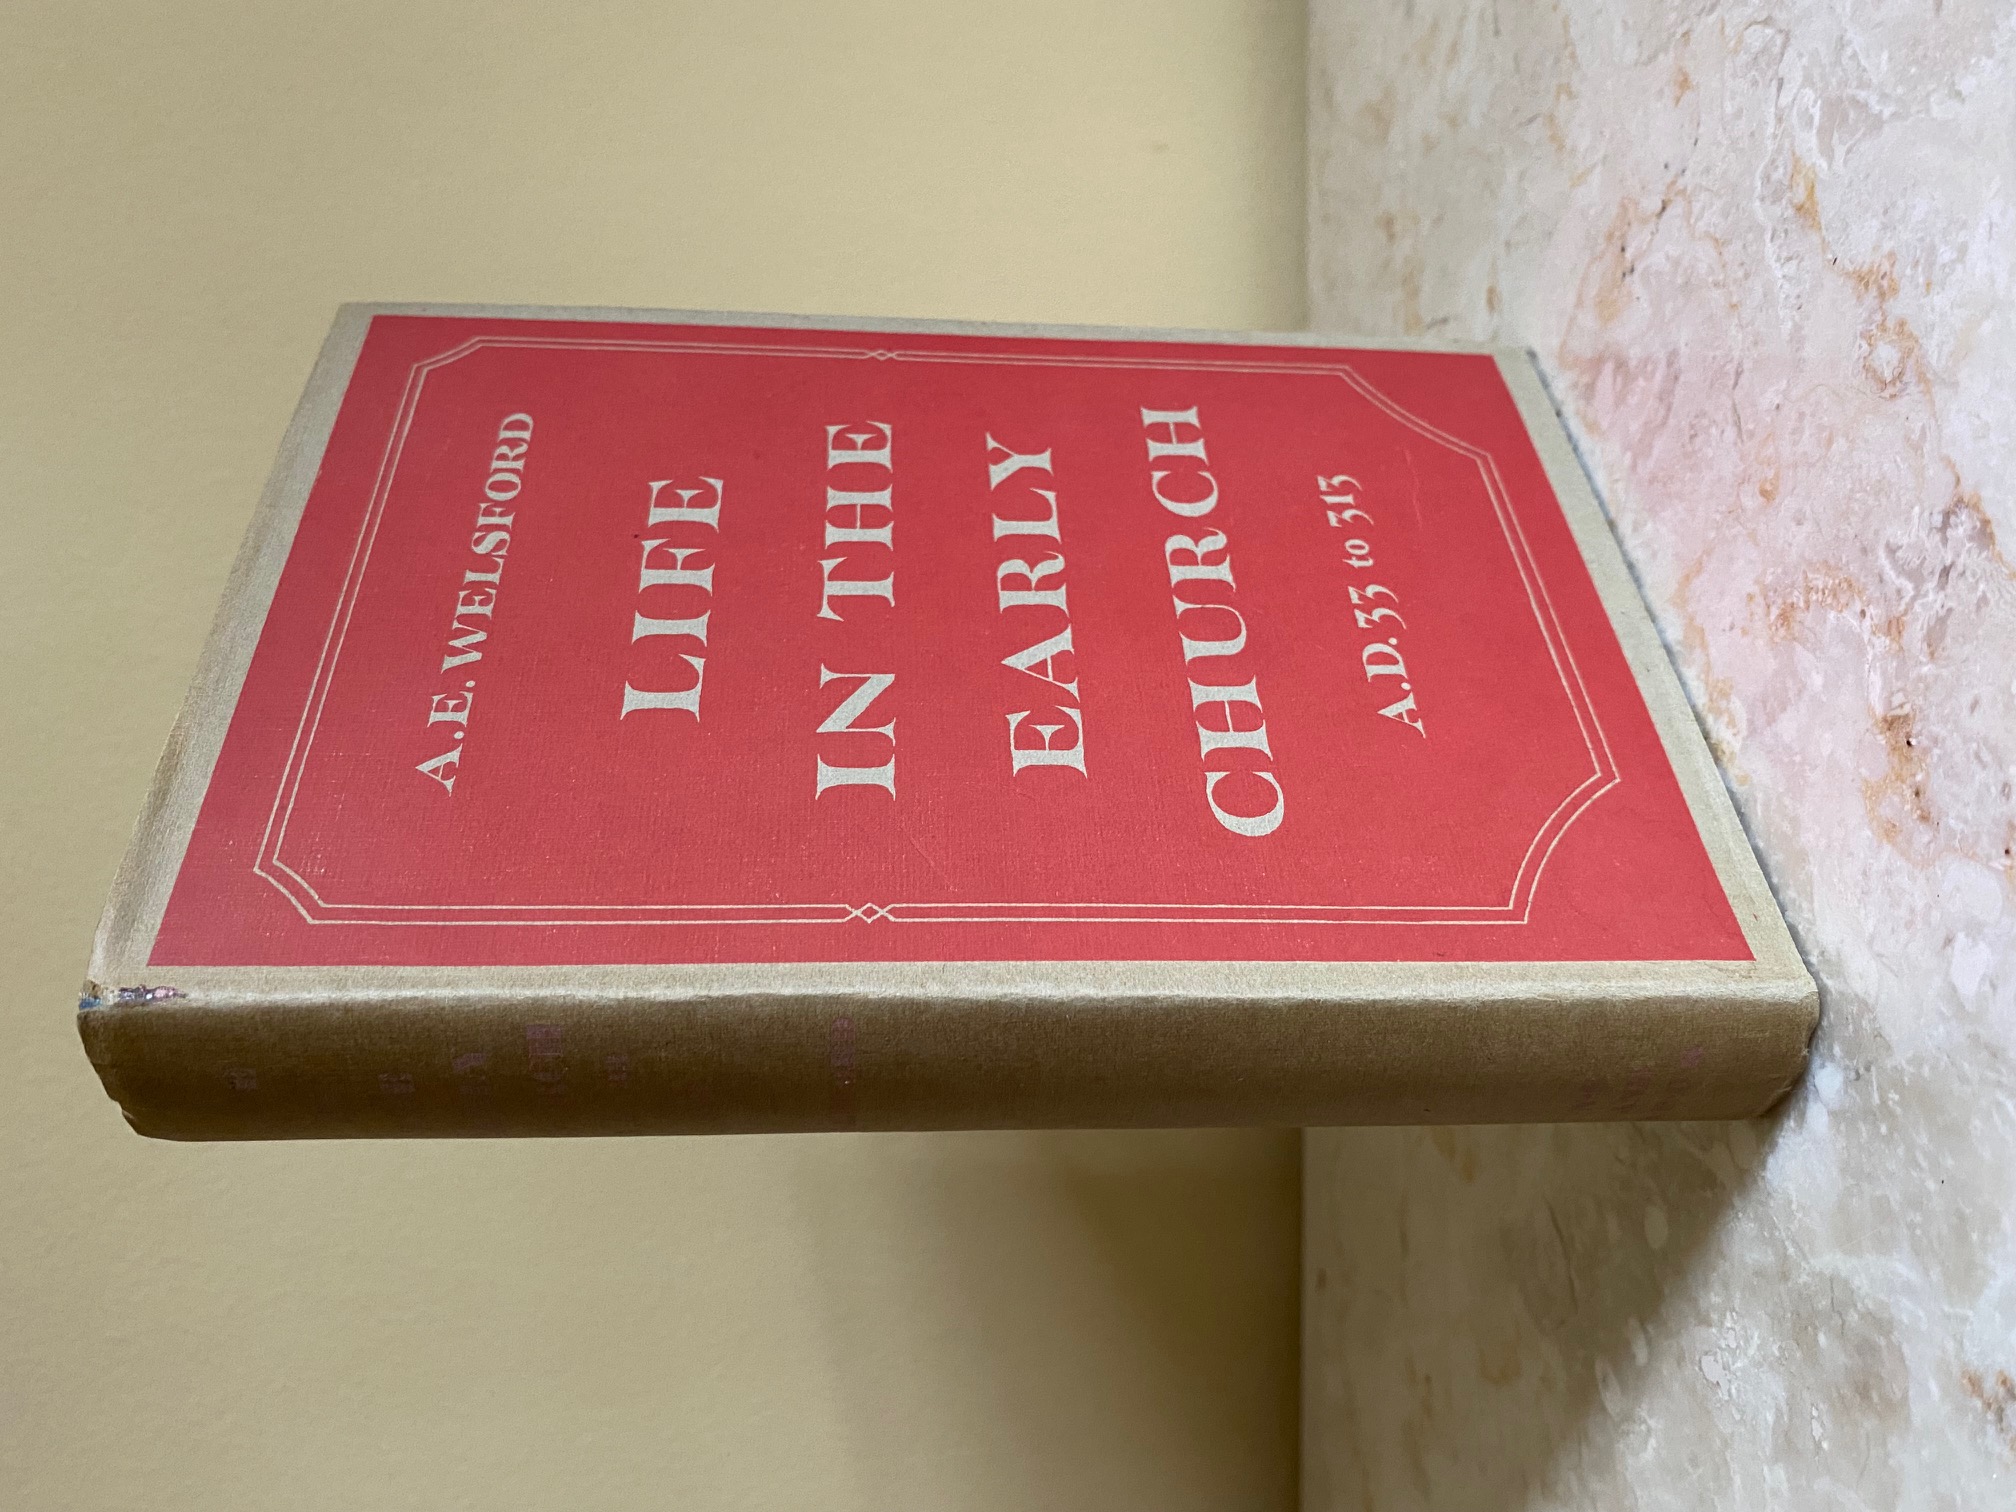 A.E. WELSFORD
LIFE
IN THE
EARLY
CHURCH
A.D. 33 to 313